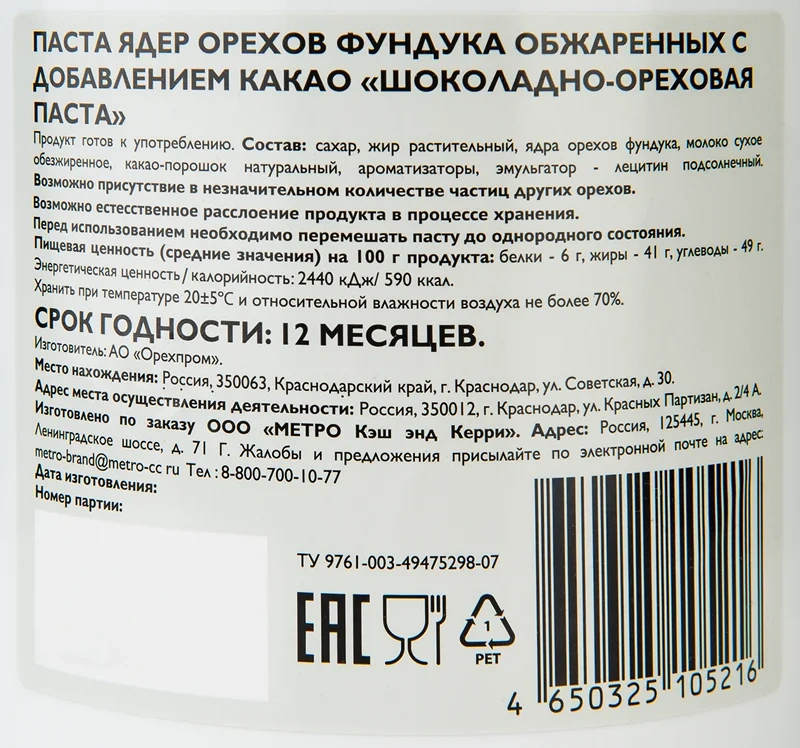 ПАСТА ЯДЕР ОРЕХОВ ФУНДУКА ОБЖАРЕННЫХ С
ДОБАВЛЕНИЕМ КАКАО «ШОКОЛАДНО-ОРЕХОВАЯ
ПАСТА»
Продукт готов к употреблению. Состав: сахар, жир растительный, ядра орехов фундука, молоко сухое
обезжиренное, какао-порошок натуральный, ароматизаторы, эмульгатор - лецитин подсолнечный.
Возможно присутствие в незначительном количестве частиц других орехов.
Возможно естественное расслоение продукта в процессе хранения.
Перед использованием необходимо перемешать пасту до однородного состояния.
Пищевая ценность (средние значения) на 100 г продукта: белки - 6 г, жиры - 41 г, углеводы - 49 г.
Энергетическая ценность / калорийность: 2440 кДж/ 590 ккал.
Хранить при температуре 20±5°С и относительной влажности воздуха не более 70%.
СРОК ГОДНОСТИ: 12 МЕСЯЦЕВ.
Изготовитель: АО «Орехпром».
Место нахождения: Россия, 350063, Краснодарский край, г. Краснодар, ул. Советская, д. 30.
Адрес места осуществления деятельности: Россия, 350012, г. Краснодар, ул. Красных Партизан, д. 2/4 А.
Изготовлено по заказу ООО «МЕТРО Кэш энд Керри». Адрес: Россия, 125445, г. Москва,
Ленинградское шоссе, д. 71 Г. Жалобы и предложения присылайте по электронной почте на адрес:
metro-brand@metro-cc ru Тел : 8-800-700-10-77
Дата изготовления:
Номер партии:
ТУ 9761-003-49475298-07
EAC
1
PET
4 650325 105216